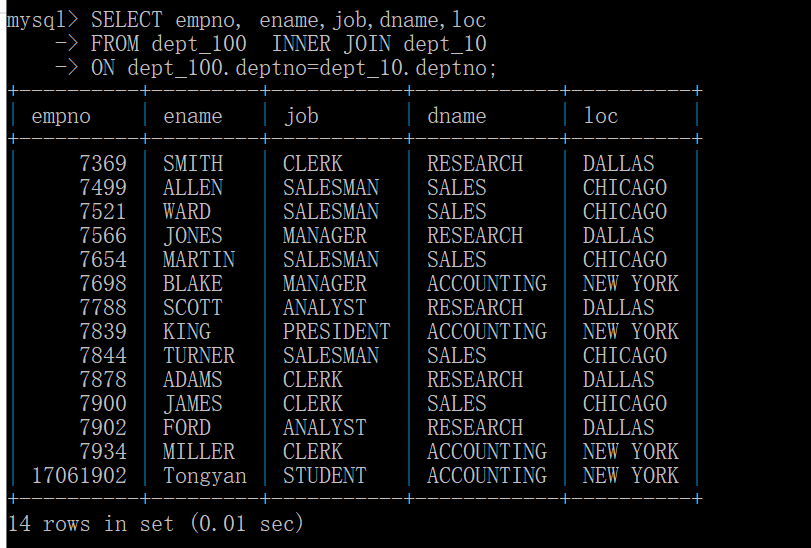 mysql> SELECT empno, ename,job,dname,loc
    -> FROM dept_100  INNER JOIN dept_10
    -> ON dept_100.deptno=dept_10.deptno;
+----------+---------+-----------+------------+----------+
| empno    | ename   | job       | dname      | loc      |
+----------+---------+-----------+------------+----------+
|     7369 | SMITH   | CLERK     | RESEARCH   | DALLAS   |
|     7499 | ALLEN   | SALESMAN  | SALES      | CHICAGO  |
|     7521 | WARD    | SALESMAN  | SALES      | CHICAGO  |
|     7566 | JONES   | MANAGER   | RESEARCH   | DALLAS   |
|     7654 | MARTIN  | SALESMAN  | SALES      | CHICAGO  |
|     7698 | BLAKE   | MANAGER   | ACCOUNTING | NEW YORK |
|     7788 | SCOTT   | ANALYST   | RESEARCH   | DALLAS   |
|     7839 | KING    | PRESIDENT | ACCOUNTING | NEW YORK |
|     7844 | TURNER  | SALESMAN  | SALES      | CHICAGO  |
|     7878 | ADAMS   | CLERK     | RESEARCH   | DALLAS   |
|     7900 | JAMES   | CLERK     | SALES      | CHICAGO  |
|     7902 | FORD    | ANALYST   | RESEARCH   | DALLAS   |
|     7934 | MILLER  | CLERK     | ACCOUNTING | NEW YORK |
| 17061902 | Tongyan | STUDENT   | ACCOUNTING | NEW YORK |
+----------+---------+-----------+------------+----------+
14 rows in set (0.01 sec)